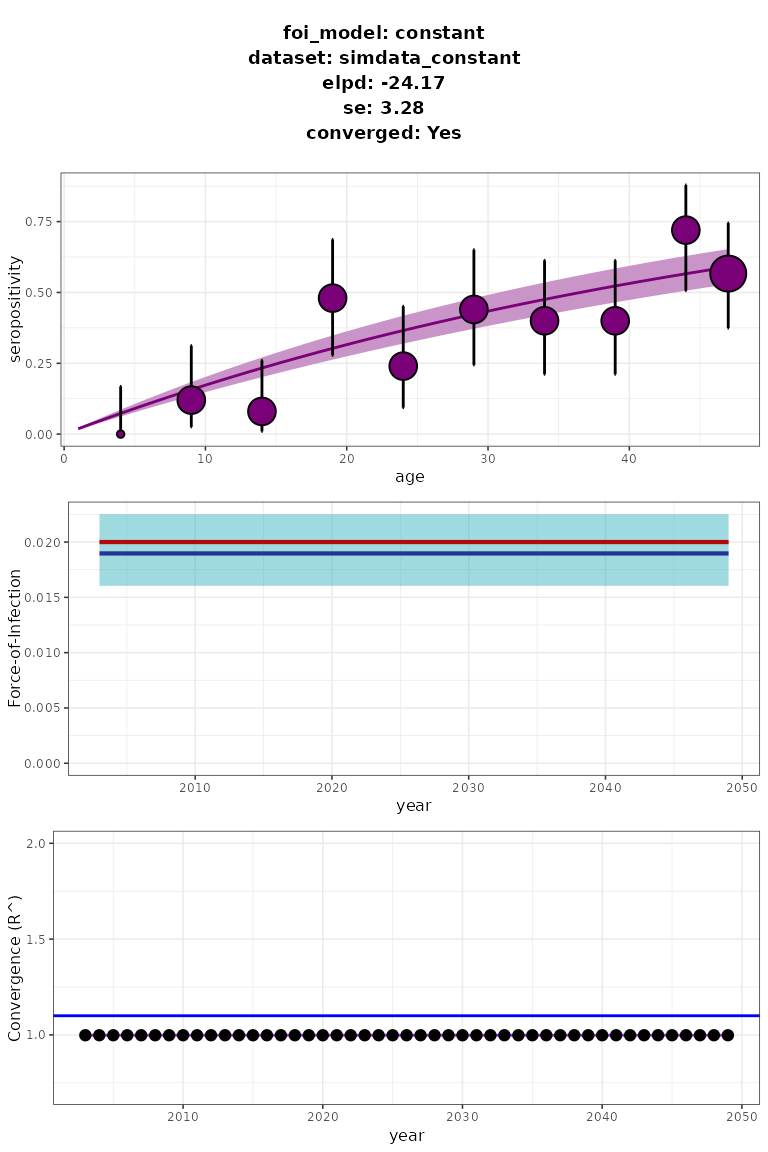 foi_model: constant
dataset: simdata_constant
elpd: -24.17
se: 3.28
converged: Yes
seropositivity
0.75
0.50
0.25
0.00
0 10 20 30 40
age
Force-of-Infection
0.020
0.015
0.010
0.005
0.000
2010 2020 2030 2040 2050
year
Convergence (R^)
2.0
1.5
1.0
2010 2020 2030 2040 2050
year